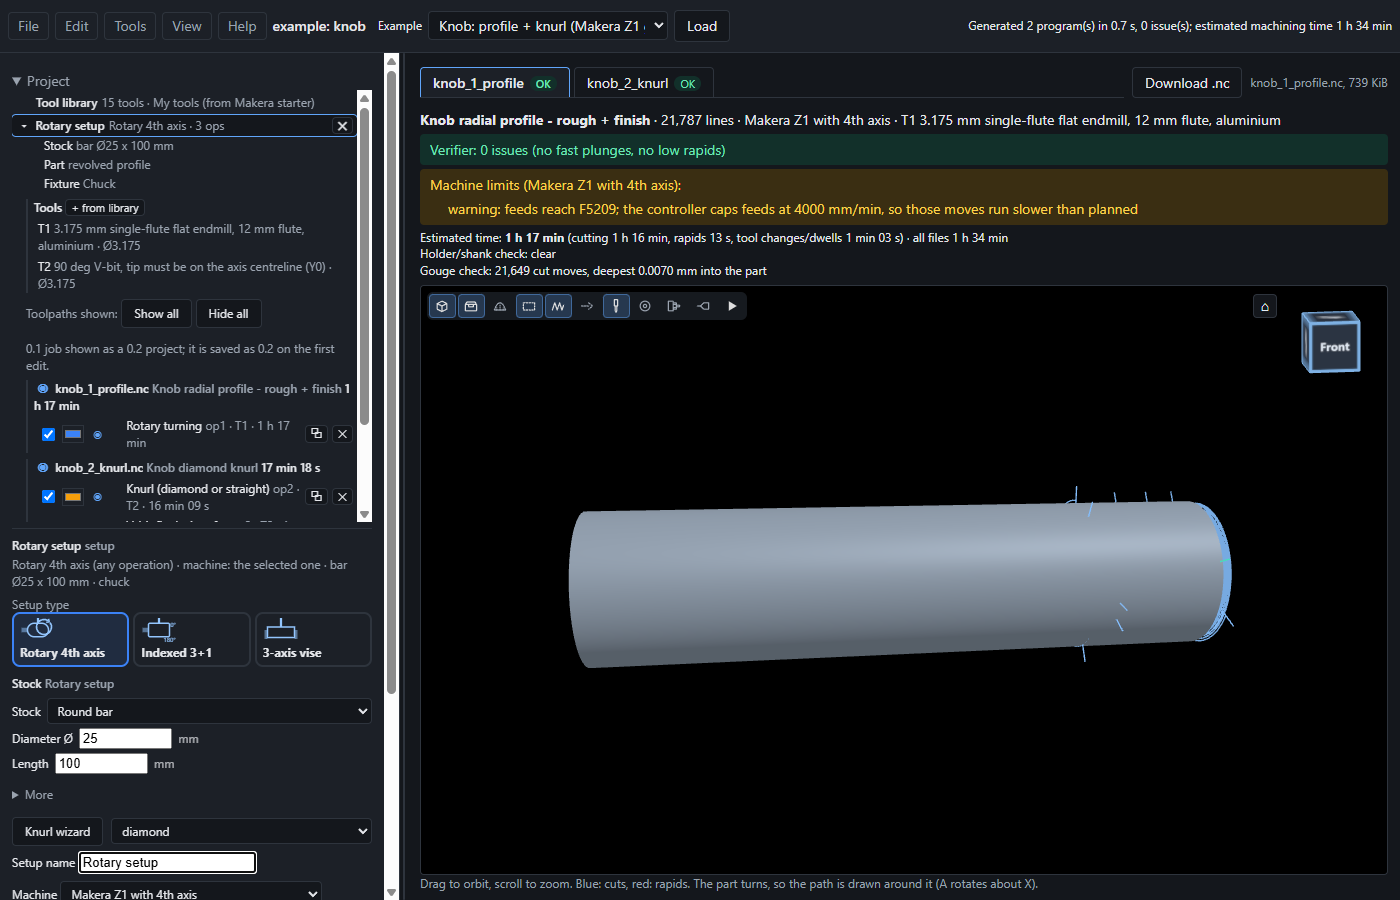 File Edit Tools View Help example: knob Example Knob: profile + knurl (Makera Z1 Load Generated 2 program(s) in 0.7 s, 0 issue(s); estimated machining time 1 h 34 min
Project
Tool library 15 tools · My tools (from Makera starter)
Rotary setup Rotary 4th axis · 3 ops
Stock bar Ø25 x 100 mm
Part revolved profile
Fixture Chuck
Tools + from library
T1 3.175 mm single-flute flat endmill, 12 mm flute,
aluminium · Ø3.175
T2 90 deg V-bit, tip must be on the axis centreline (Y0) ·
Ø3.175
Toolpaths shown: Show all Hide all
0.1 job shown as a 0.2 project; it is saved as 0.2 on the first
edit.
knob_1_profile.nc Knob radial profile - rough + finish 1
h 17 min
Rotary turning op1 · T1 · 1 h 17
min
knob_2_knurl.nc Knob diamond knurl 17 min 18 s
Knurl (diamond or straight) op2 ·
T2 · 16 min 09 s
Rotary setup setup
Rotary 4th axis (any operation) · machine: the selected one · bar
Ø25 x 100 mm · chuck
Setup type
Rotary 4th axis Indexed 3+1 3-axis vise
Stock Rotary setup
Stock Round bar
Diameter Ø 25 mm
Length 100 mm
More
Knurl wizard diamond
Setup name Rotary setup
Machine Makera Z1 with 4th axis
knob_1_profile OK knob_2_knurl OK Download .nc knob_1_profile.nc, 739 KiB
Knob radial profile - rough + finish · 21,787 lines · Makera Z1 with 4th axis · T1 3.175 mm single-flute flat endmill, 12 mm flute, aluminium
Verifier: 0 issues (no fast plunges, no low rapids)
Machine limits (Makera Z1 with 4th axis):
warning: feeds reach F5209; the controller caps feeds at 4000 mm/min, so those moves run slower than planned
Estimated time: 1 h 17 min (cutting 1 h 16 min, rapids 13 s, tool changes/dwells 1 min 03 s) · all files 1 h 34 min
Holder/shank check: clear
Gouge check: 21,649 cut moves, deepest 0.0070 mm into the part
Front
Drag to orbit, scroll to zoom. Blue: cuts, red: rapids. The part turns, so the path is drawn around it (A rotates about X).